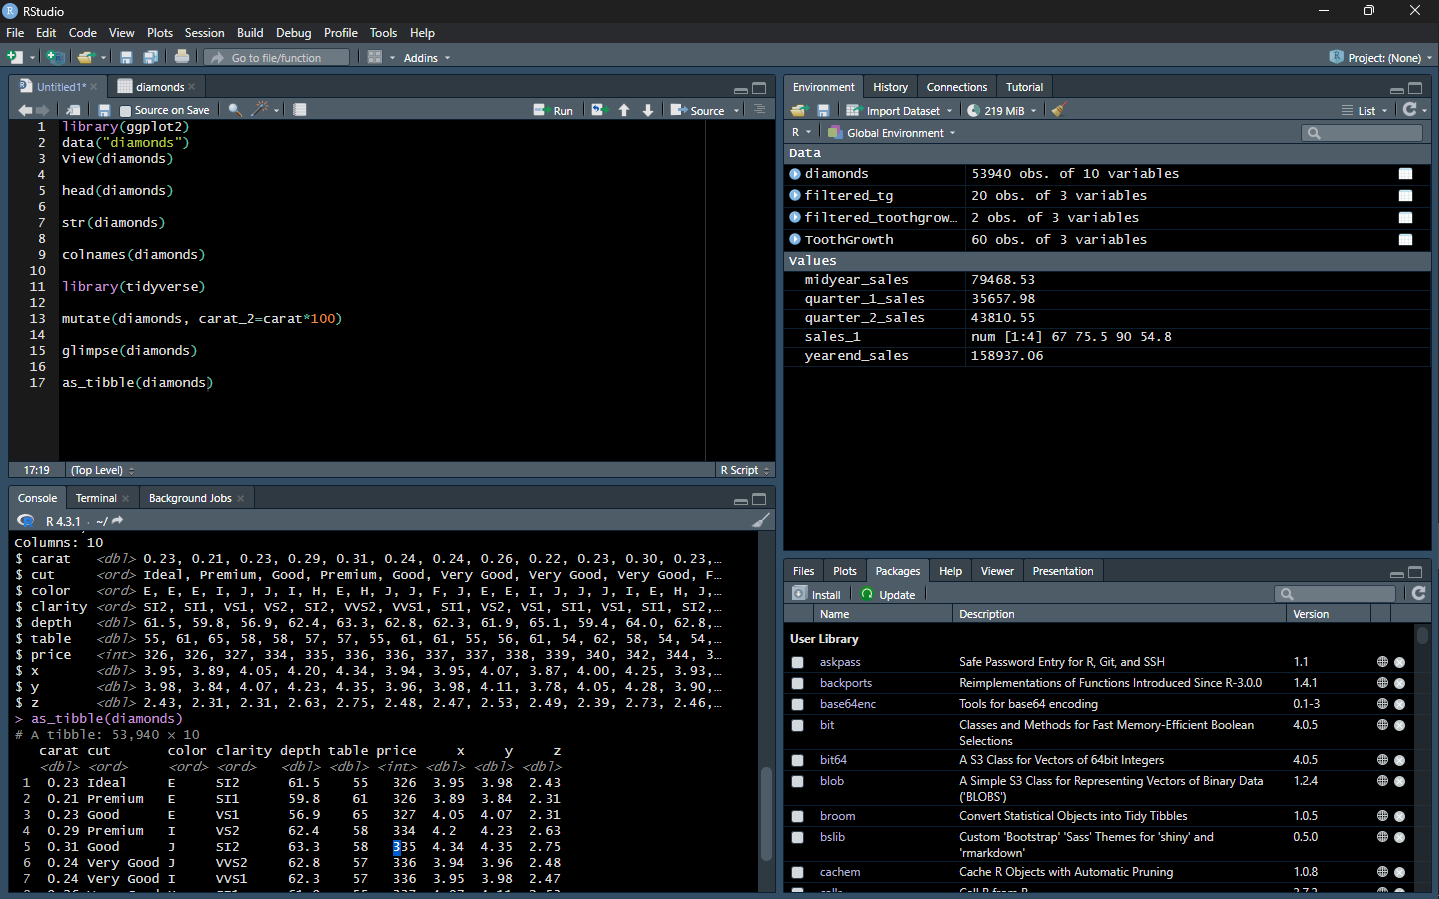 RStudio
File Edit Code View Plots Session Build Debug Profile Tools Help
Go to file/function Addins Project: (None)
Untitled1* diamonds
Source on Save Run Source
1 library(ggplot2)
2 data("diamonds")
3 View(diamonds)
4
5 head(diamonds)
6
7 str(diamonds)
8
9 colnames(diamonds)
10
11 library(tidyverse)
12
13 mutate(diamonds, carat_2=carat*100)
14
15 glimpse(diamonds)
16
17 as_tibble(diamonds)
17:19 (Top Level) R Script
Console Terminal Background Jobs
R 4.3.1 · ~/
Columns: 10
$ carat <dbl> 0.23, 0.21, 0.23, 0.29, 0.31, 0.24, 0.24, 0.26, 0.22, 0.23, 0.30, 0.23,…
$ cut <ord> Ideal, Premium, Good, Premium, Good, Very Good, Very Good, Very Good, F…
$ color <ord> E, E, E, I, J, J, I, H, E, H, J, J, F, J, E, E, I, J, J, J, I, E, H, J,…
$ clarity <ord> SI2, SI1, VS1, VS2, SI2, VVS2, VVS1, SI1, VS2, VS1, SI1, VS1, SI1, SI2,…
$ depth <dbl> 61.5, 59.8, 56.9, 62.4, 63.3, 62.8, 62.3, 61.9, 65.1, 59.4, 64.0, 62.8,…
$ table <dbl> 55, 61, 65, 58, 58, 57, 57, 55, 61, 61, 55, 56, 61, 54, 62, 58, 54, 54,…
$ price <int> 326, 326, 327, 334, 335, 336, 336, 337, 337, 338, 339, 340, 342, 344, 3…
$ x <dbl> 3.95, 3.89, 4.05, 4.20, 4.34, 3.94, 3.95, 4.07, 3.87, 4.00, 4.25, 3.93,…
$ y <dbl> 3.98, 3.84, 4.07, 4.23, 4.35, 3.96, 3.98, 4.11, 3.78, 4.05, 4.28, 3.90,…
$ z <dbl> 2.43, 2.31, 2.31, 2.63, 2.75, 2.48, 2.47, 2.53, 2.49, 2.39, 2.73, 2.46,…
> as_tibble(diamonds)
# A tibble: 53,940 × 10
carat cut color clarity depth table price x y z
<dbl> <ord> <ord> <ord> <dbl> <dbl> <int> <dbl> <dbl> <dbl>
1 0.23 Ideal E SI2 61.5 55 326 3.95 3.98 2.43
2 0.21 Premium E SI1 59.8 61 326 3.89 3.84 2.31
3 0.23 Good E VS1 56.9 65 327 4.05 4.07 2.31
4 0.29 Premium I VS2 62.4 58 334 4.2 4.23 2.63
5 0.31 Good J SI2 63.3 58 335 4.34 4.35 2.75
6 0.24 Very Good J VVS2 62.8 57 336 3.94 3.96 2.48
7 0.24 Very Good I VVS1 62.3 57 336 3.95 3.98 2.47
Environment History Connections Tutorial
Import Dataset 219 MiB List
R Global Environment
Data
diamonds 53940 obs. of 10 variables
filtered_tg 20 obs. of 3 variables
filtered_toothgrow… 2 obs. of 3 variables
ToothGrowth 60 obs. of 3 variables
Values
midyear_sales 79468.53
quarter_1_sales 35657.98
quarter_2_sales 43810.55
sales_1 num [1:4] 67 75.5 90 54.8
yearend_sales 158937.06
Files Plots Packages Help Viewer Presentation
Install Update
Name Description Version
User Library
askpass Safe Password Entry for R, Git, and SSH 1.1
backports Reimplementations of Functions Introduced Since R-3.0.0 1.4.1
base64enc Tools for base64 encoding 0.1-3
bit Classes and Methods for Fast Memory-Efficient Boolean 4.0.5
Selections
bit64 A S3 Class for Vectors of 64bit Integers 4.0.5
blob A Simple S3 Class for Representing Vectors of Binary Data 1.2.4
('BLOBS')
broom Convert Statistical Objects into Tidy Tibbles 1.0.5
bslib Custom 'Bootstrap' 'Sass' Themes for 'shiny' and 0.5.0
'rmarkdown'
cachem Cache R Objects with Automatic Pruning 1.0.8